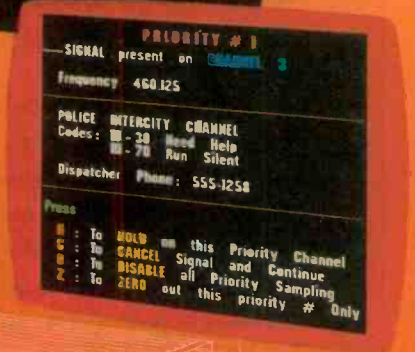 PRIORITY # 1
SIGNAL present on CHANNEL 3
Frequency 460.125
POLICE INTERCITY CHANNEL
Codes: - 30 Need Help
- 70 Run Silent
Dispatcher Phone: 555-1258
Press
H : To HOLD on this Priority Channel
C : To CANCEL Signal and Continue
: To DISABLE all Priority Sampling
Z : To ZERO out this priority # Only